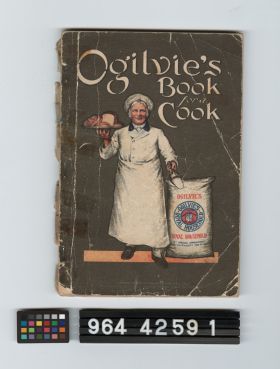 Ogilvie's
Book
for a
Cook
OGILVIE'S
ROYAL HOUSEHOLD
964 4259 1